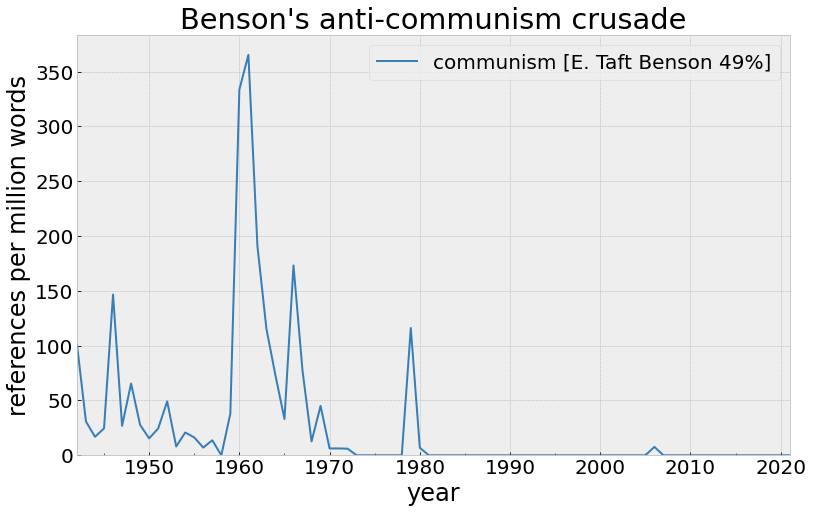 Benson's anti-communism crusade
communism [E. Taft Benson 49%]
references per million words
350
300
250
200
150
100
50
0
1950 1960 1970 1980 1990 2000 2010 2020
year